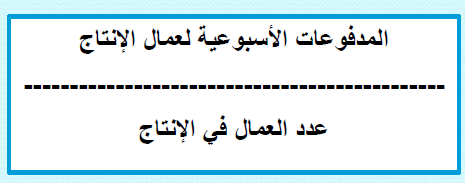 المدفوعات الأسبوعية لعمال الإنتاج
----------------------------------------------
عدد العمال في الإنتاج